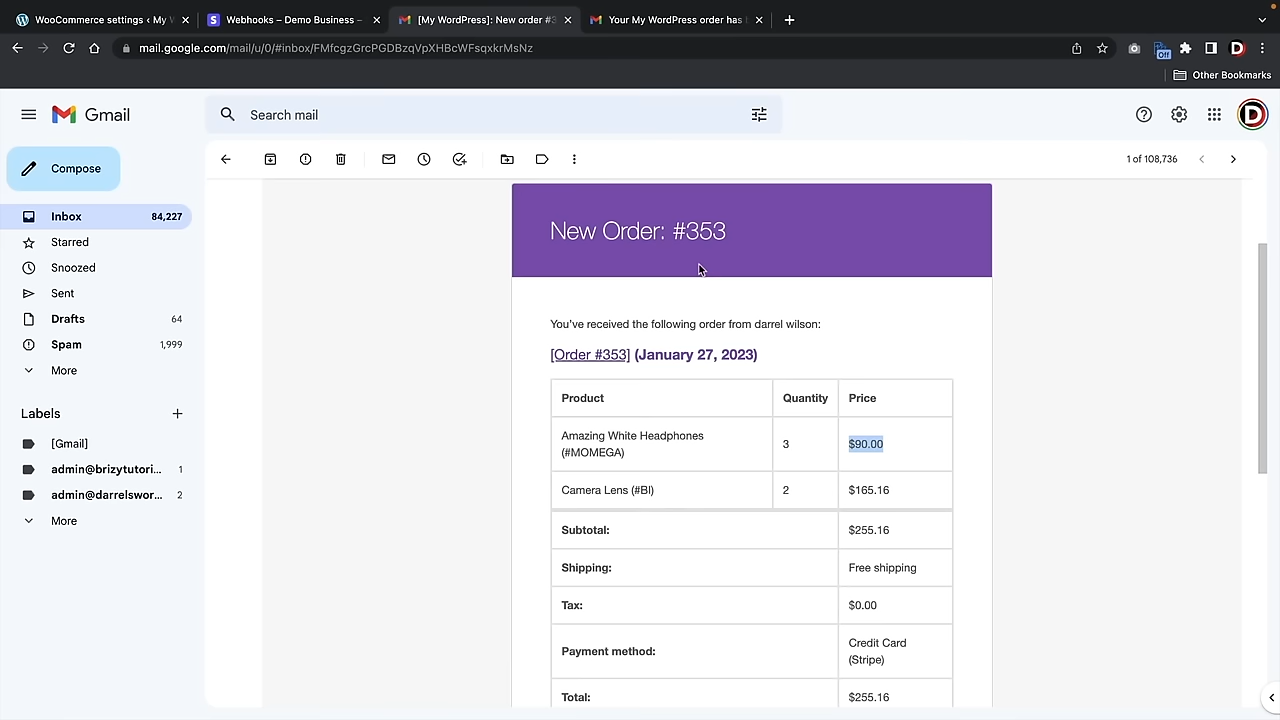 WooCommerce settings ‹ My W
Webhooks – Demo Business –
[My WordPress]: New order #3
Your My WordPress order has
mail.google.com/mail/u/0/#inbox/FMfcgzGrcPGDBzqVpXHBcWFsqxkrMsNz
Off
D
Other Bookmarks
Gmail
Search mail
D
Compose
1 of 108,736
Inbox 84,227
Starred
Snoozed
Sent
Drafts 64
Spam 1,999
More
Labels
[Gmail]
admin@brizytutori... 1
admin@darrelswor... 2
More
New Order: #353
You've received the following order from darrel wilson:
[Order #353] (January 27, 2023)
Product Quantity Price
Amazing White Headphones
(#MOMEGA) 3 $90.00
Camera Lens (#BI) 2 $165.16
Subtotal: $255.16
Shipping: Free shipping
Tax: $0.00
Payment method: Credit Card
(Stripe)
Total: $255.16